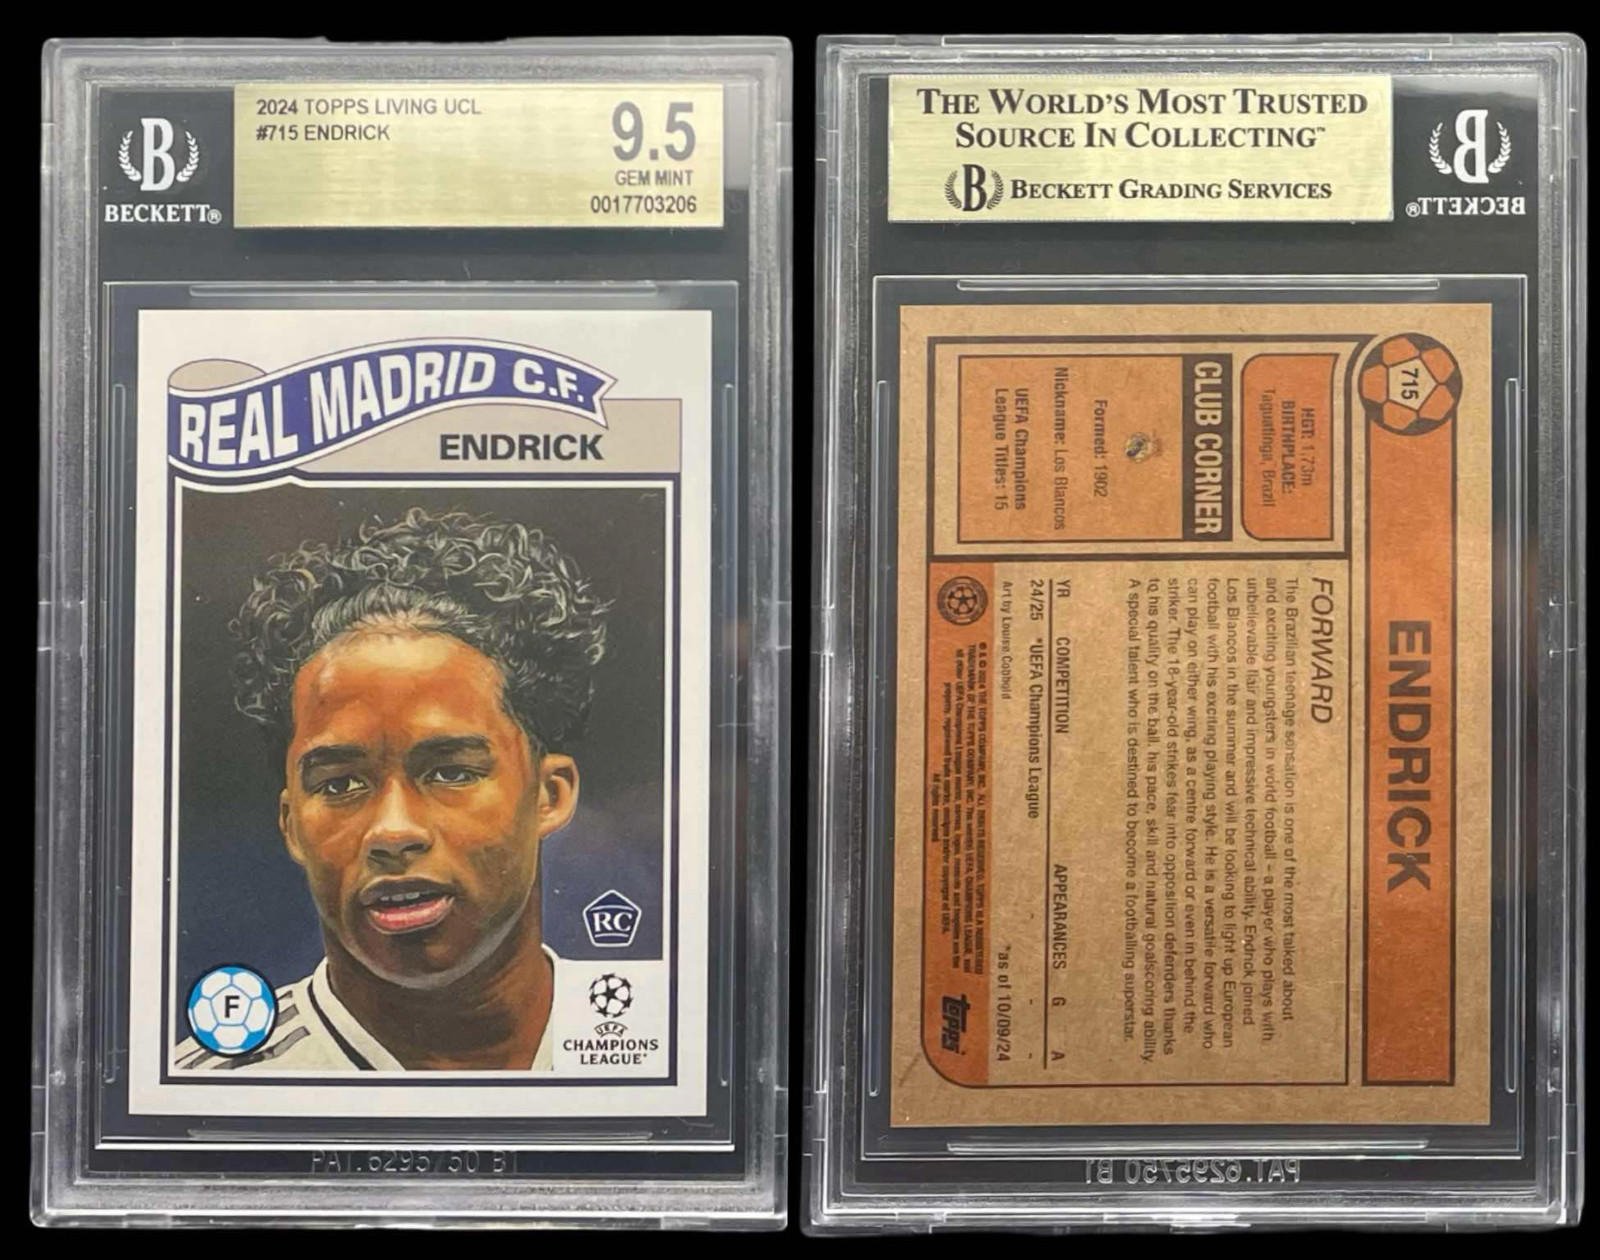 2024 TOPPS LIVING UCL
#715 ENDRICK
9.5
GEM MINT
0017703206
B
BECKETT®
REAL MADRID C.F.
ENDRICK
RC
F
UEFA
CHAMPIONS
LEAGUE
PAT.6295750 B1
THE WORLD'S MOST TRUSTED
SOURCE IN COLLECTING™
B BECKETT GRADING SERVICES
B
BECKETT®
715
ENDRICK
HGT: 1.73m
BIRTHPLACE:
Taguatinga, Brazil
CLUB CORNER
Formed: 1902
Nickname: Los Blancos
UEFA Champions
League Titles: 15
FORWARD
The Brazilian teenage sensation is one of the most talked about
and exciting youngsters in world football – a player who plays with
unbelievable flair and impressive technical ability. Endrick joined
Los Blancos in the summer and will be looking to light up European
football with his exciting playing style. He is a versatile forward who
can play on either wing, as a centre forward or even in behind the
striker. The 18-year-old strikes fear into opposition defenders thanks
to his quality on the ball, his pace, skill and natural goalscoring ability.
A special talent who is destined to become a footballing superstar.
YR COMPETITION APPEARANCES G A
24/25 *UEFA Champions League - - -
Art by Louise Cobbold *as of 10/09/24
topps
PAT.6295750 B1